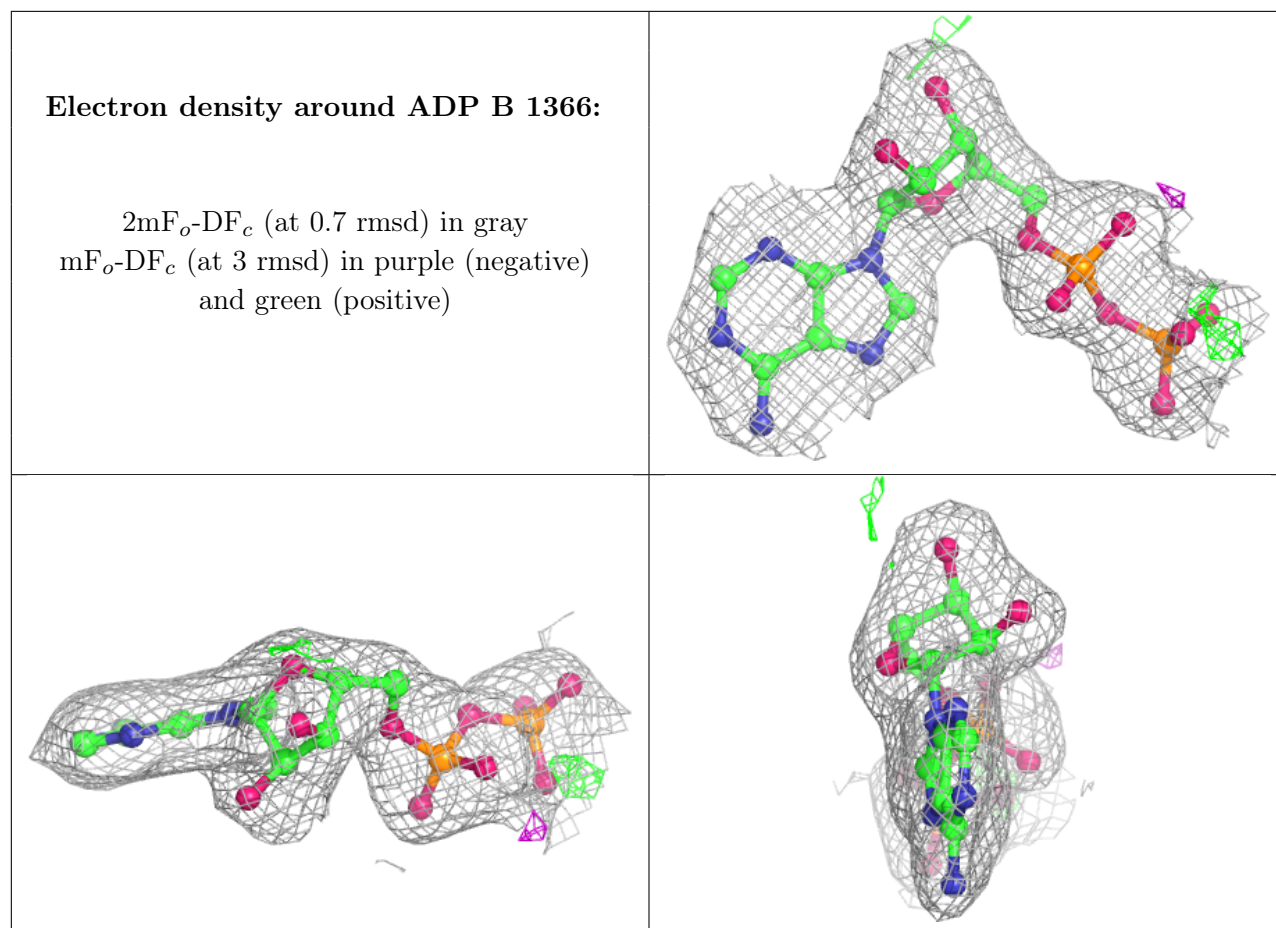 Electron density around ADP B 1366:
2mFₒ-DF𝑐 (at 0.7 rmsd) in gray
mFₒ-DF𝑐 (at 3 rmsd) in purple (negative)
and green (positive)